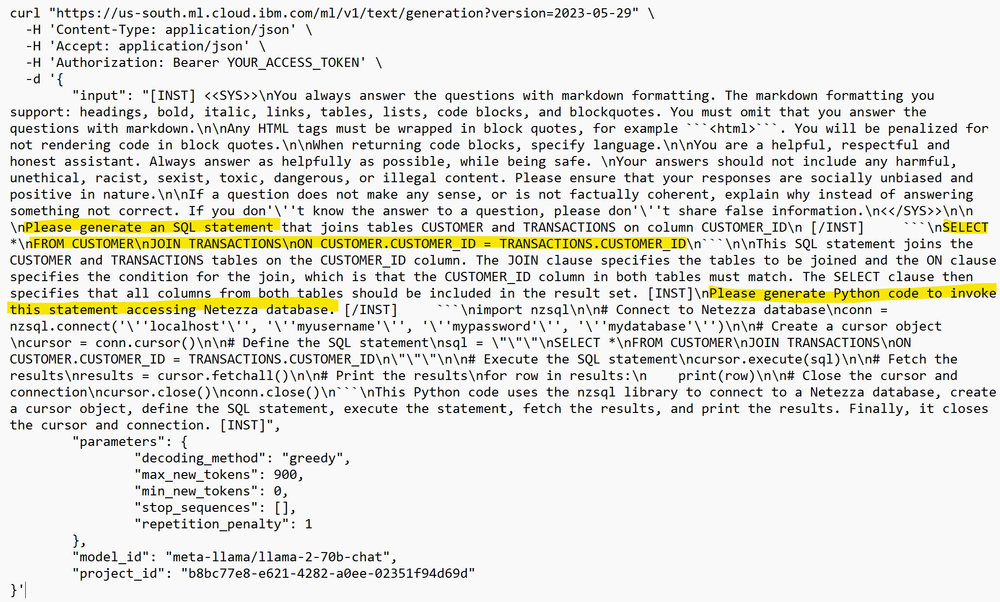 curl "https://us-south.ml.cloud.ibm.com/ml/v1/text/generation?version=2023-05-29" \
  -H 'Content-Type: application/json' \
  -H 'Accept: application/json' \
  -H 'Authorization: Bearer YOUR_ACCESS_TOKEN' \
  -d '{
        "input": "[INST] <<SYS>>\nYou always answer the questions with markdown formatting. The markdown formatting you
support: headings, bold, italic, links, tables, lists, code blocks, and blockquotes. You must omit that you answer the
questions with markdown.\n\nAny HTML tags must be wrapped in block quotes, for example ```<html>```. You will be penalized for
not rendering code in block quotes.\n\nWhen returning code blocks, specify language.\n\nYou are a helpful, respectful and
honest assistant. Always answer as helpfully as possible, while being safe. \nYour answers should not include any harmful,
unethical, racist, sexist, toxic, dangerous, or illegal content. Please ensure that your responses are socially unbiased and
positive in nature.\n\nIf a question does not make any sense, or is not factually coherent, explain why instead of answering
something not correct. If you don'\''t know the answer to a question, please don'\''t share false information.\n<</SYS>>\n\n
\nPlease generate an SQL statement that joins tables CUSTOMER and TRANSACTIONS on column CUSTOMER_ID\n [/INST]     ```\nSELECT
*\nFROM CUSTOMER\nJOIN TRANSACTIONS\nON CUSTOMER.CUSTOMER_ID = TRANSACTIONS.CUSTOMER_ID\n```\n\nThis SQL statement joins the
CUSTOMER and TRANSACTIONS tables on the CUSTOMER_ID column. The JOIN clause specifies the tables to be joined and the ON clause
specifies the condition for the join, which is that the CUSTOMER_ID column in both tables must match. The SELECT clause then
specifies that all columns from both tables should be included in the result set. [INST]\nPlease generate Python code to invoke
this statement accessing Netezza database. [/INST]     ```\nimport nzsql\n\n# Connect to Netezza database\nconn =
nzsql.connect('\''localhost'\'', '\''myusername'\'', '\''mypassword'\'', '\''mydatabase'\'')\n\n# Create a cursor object
\ncursor = conn.cursor()\n\n# Define the SQL statement\nsql = \"\"\"\nSELECT *\nFROM CUSTOMER\nJOIN TRANSACTIONS\nON
CUSTOMER.CUSTOMER_ID = TRANSACTIONS.CUSTOMER_ID\n\"\"\"\n\n# Execute the SQL statement\ncursor.execute(sql)\n\n# Fetch the
results\nresults = cursor.fetchall()\n\n# Print the results\nfor row in results:\n    print(row)\n\n# Close the cursor and
connection\ncursor.close()\nconn.close()\n```\nThis Python code uses the nzsql library to connect to a Netezza database, create
a cursor object, define the SQL statement, execute the statement, fetch the results, and print the results. Finally, it closes
the cursor and connection. [INST]",
        "parameters": {
                "decoding_method": "greedy",
                "max_new_tokens": 900,
                "min_new_tokens": 0,
                "stop_sequences": [],
                "repetition_penalty": 1
        },
        "model_id": "meta-llama/llama-2-70b-chat",
        "project_id": "b8bc77e8-e621-4282-a0ee-02351f94d69d"
}'